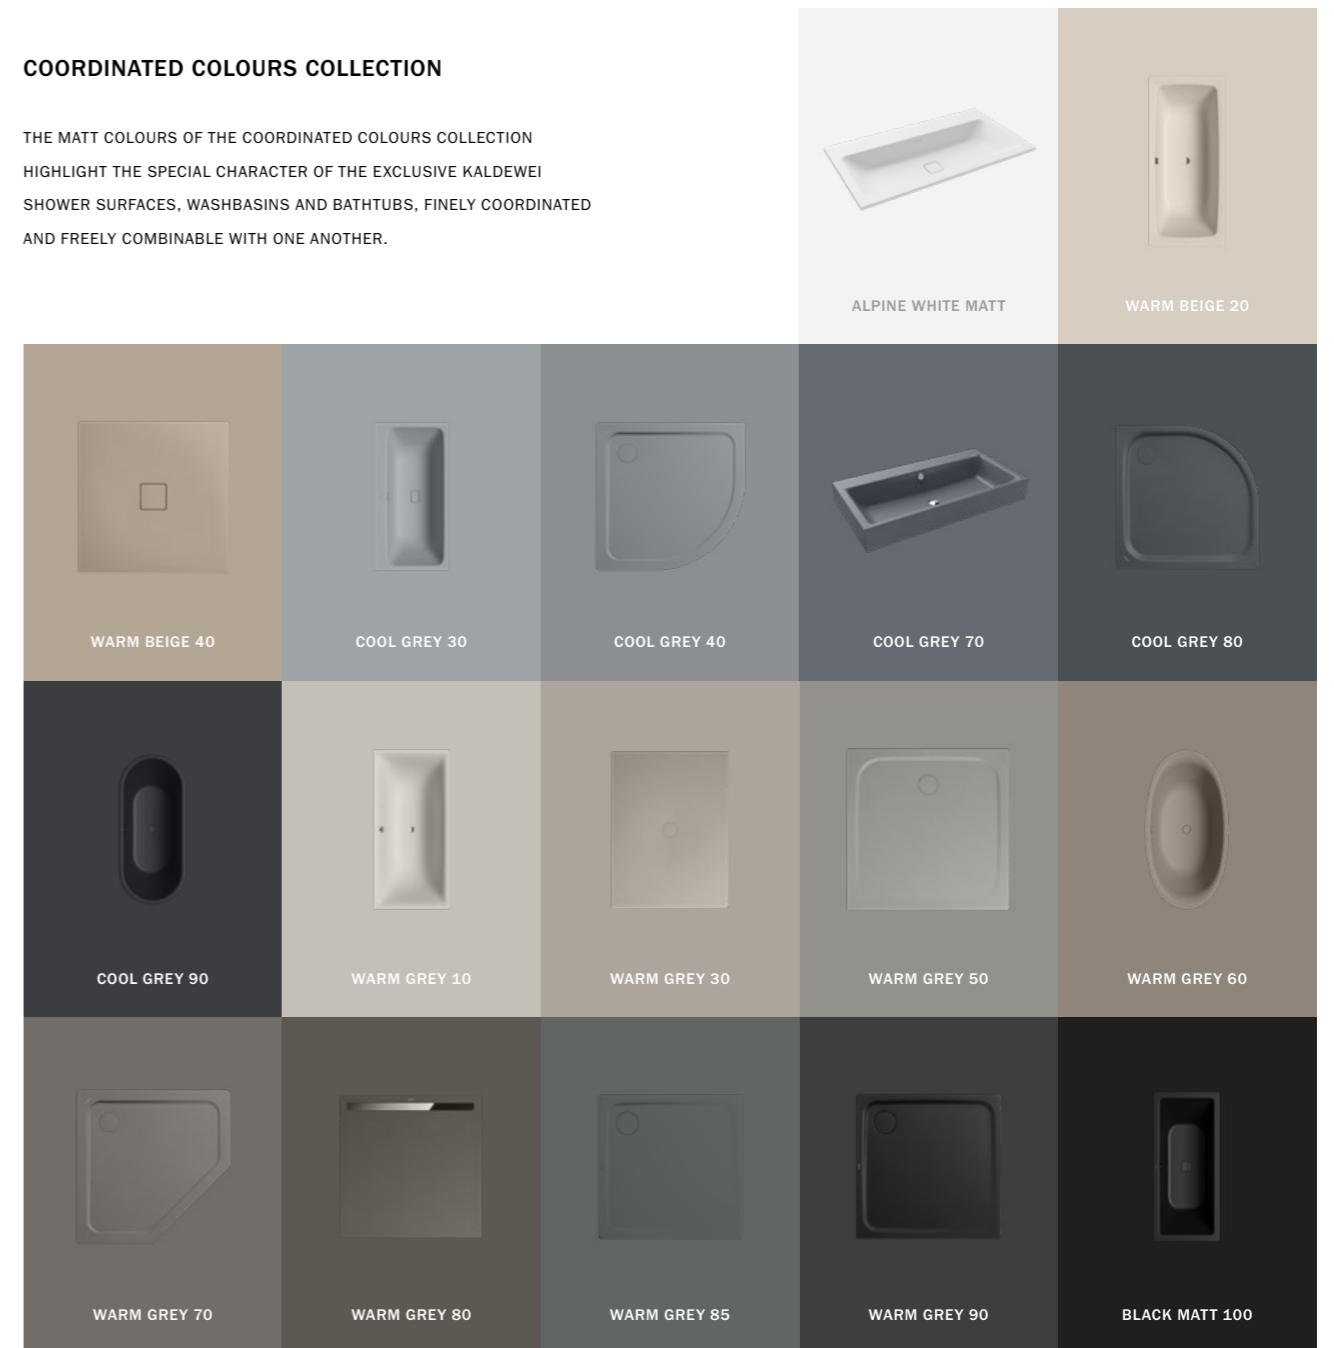 COORDINATED COLOURS COLLECTION
THE MATT COLOURS OF THE COORDINATED COLOURS COLLECTION
HIGHLIGHT THE SPECIAL CHARACTER OF THE EXCLUSIVE KALDEWEI
SHOWER SURFACES, WASHBASINS AND BATHTUBS, FINELY COORDINATED
AND FREELY COMBINABLE WITH ONE ANOTHER.
ALPINE WHITE MATT
WARM BEIGE 20
WARM BEIGE 40
COOL GREY 30
COOL GREY 40
COOL GREY 70
COOL GREY 80
COOL GREY 90
WARM GREY 10
WARM GREY 30
WARM GREY 50
WARM GREY 60
WARM GREY 70
WARM GREY 80
WARM GREY 85
WARM GREY 90
BLACK MATT 100